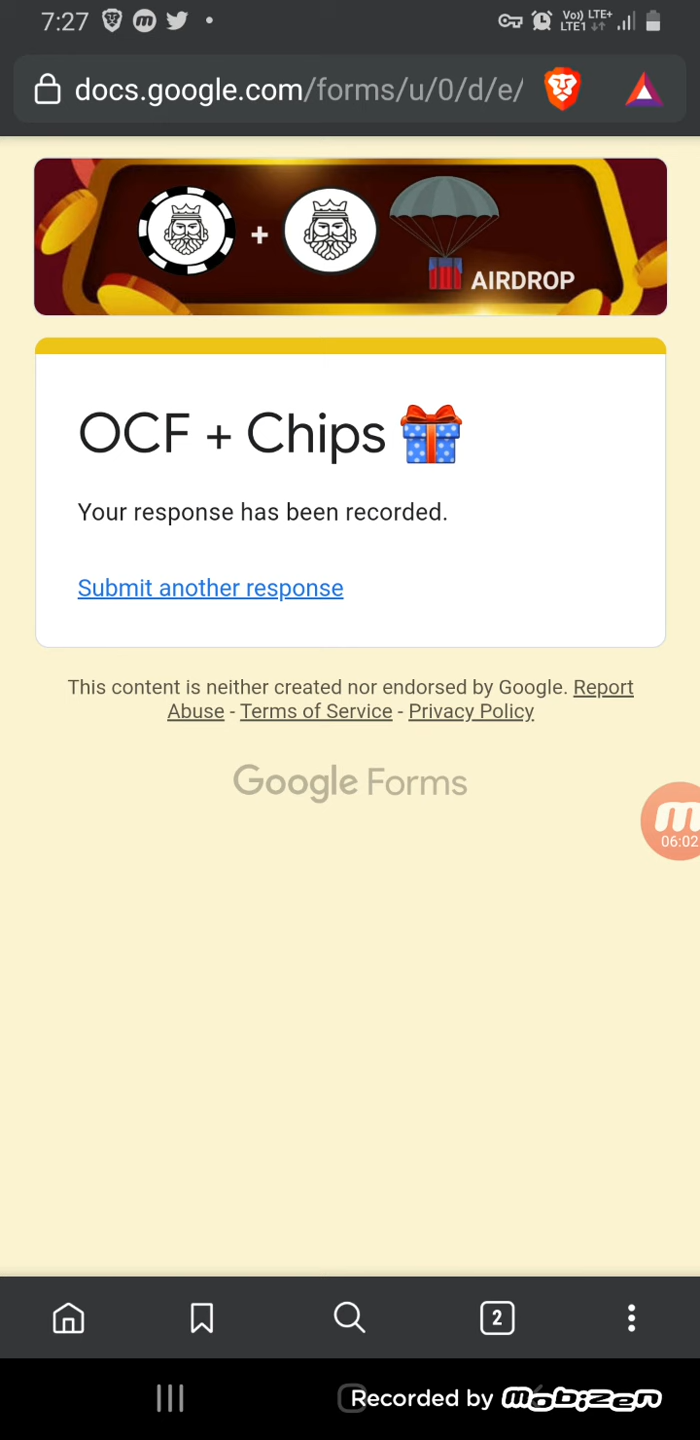 7:27
Vo) LTE+
LTE1
docs.google.com/forms/u/0/d/e/
+
AIRDROP
OCF + Chips
Your response has been recorded.
Submit another response
This content is neither created nor endorsed by Google. Report
Abuse - Terms of Service - Privacy Policy
Google Forms
m
06:02
2
Recorded by mobizen